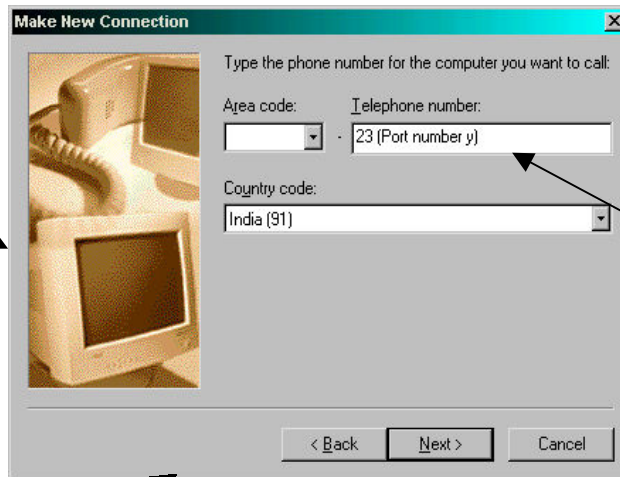 Make New Connection
Type the phone number for the computer you want to call:
Area code: Telephone number:
- 23 (Port number y)
Country code:
India (91)
< Back Next > Cancel